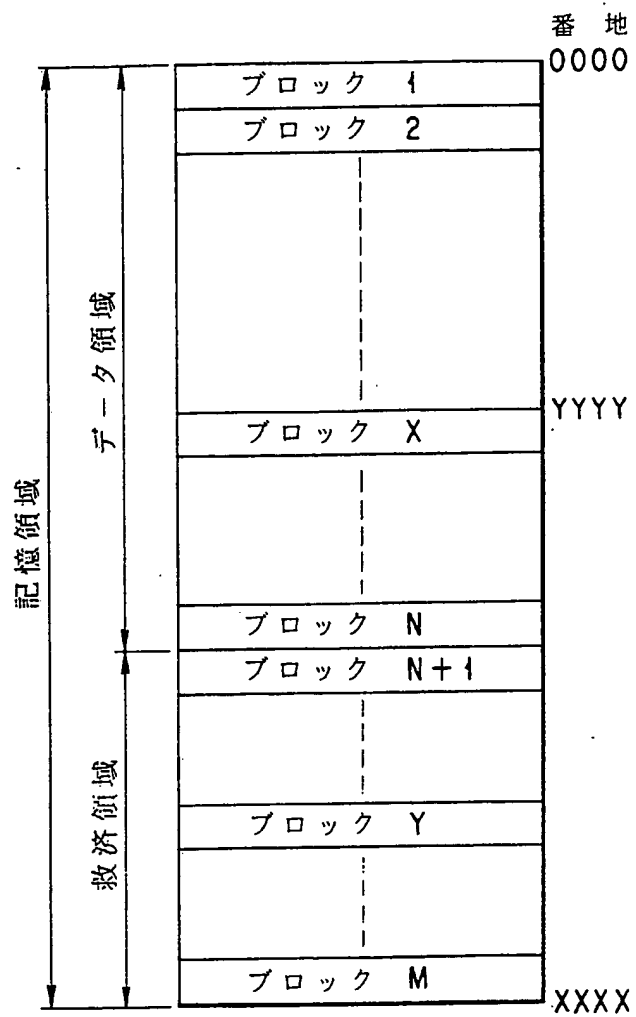 番地
0000
ブロック 1
ブロック 2
YYYY
ブロック X
ブロック N
ブロック N+1
ブロック Y
ブロック M
XXXX
記憶領域
データ領域
救済領域